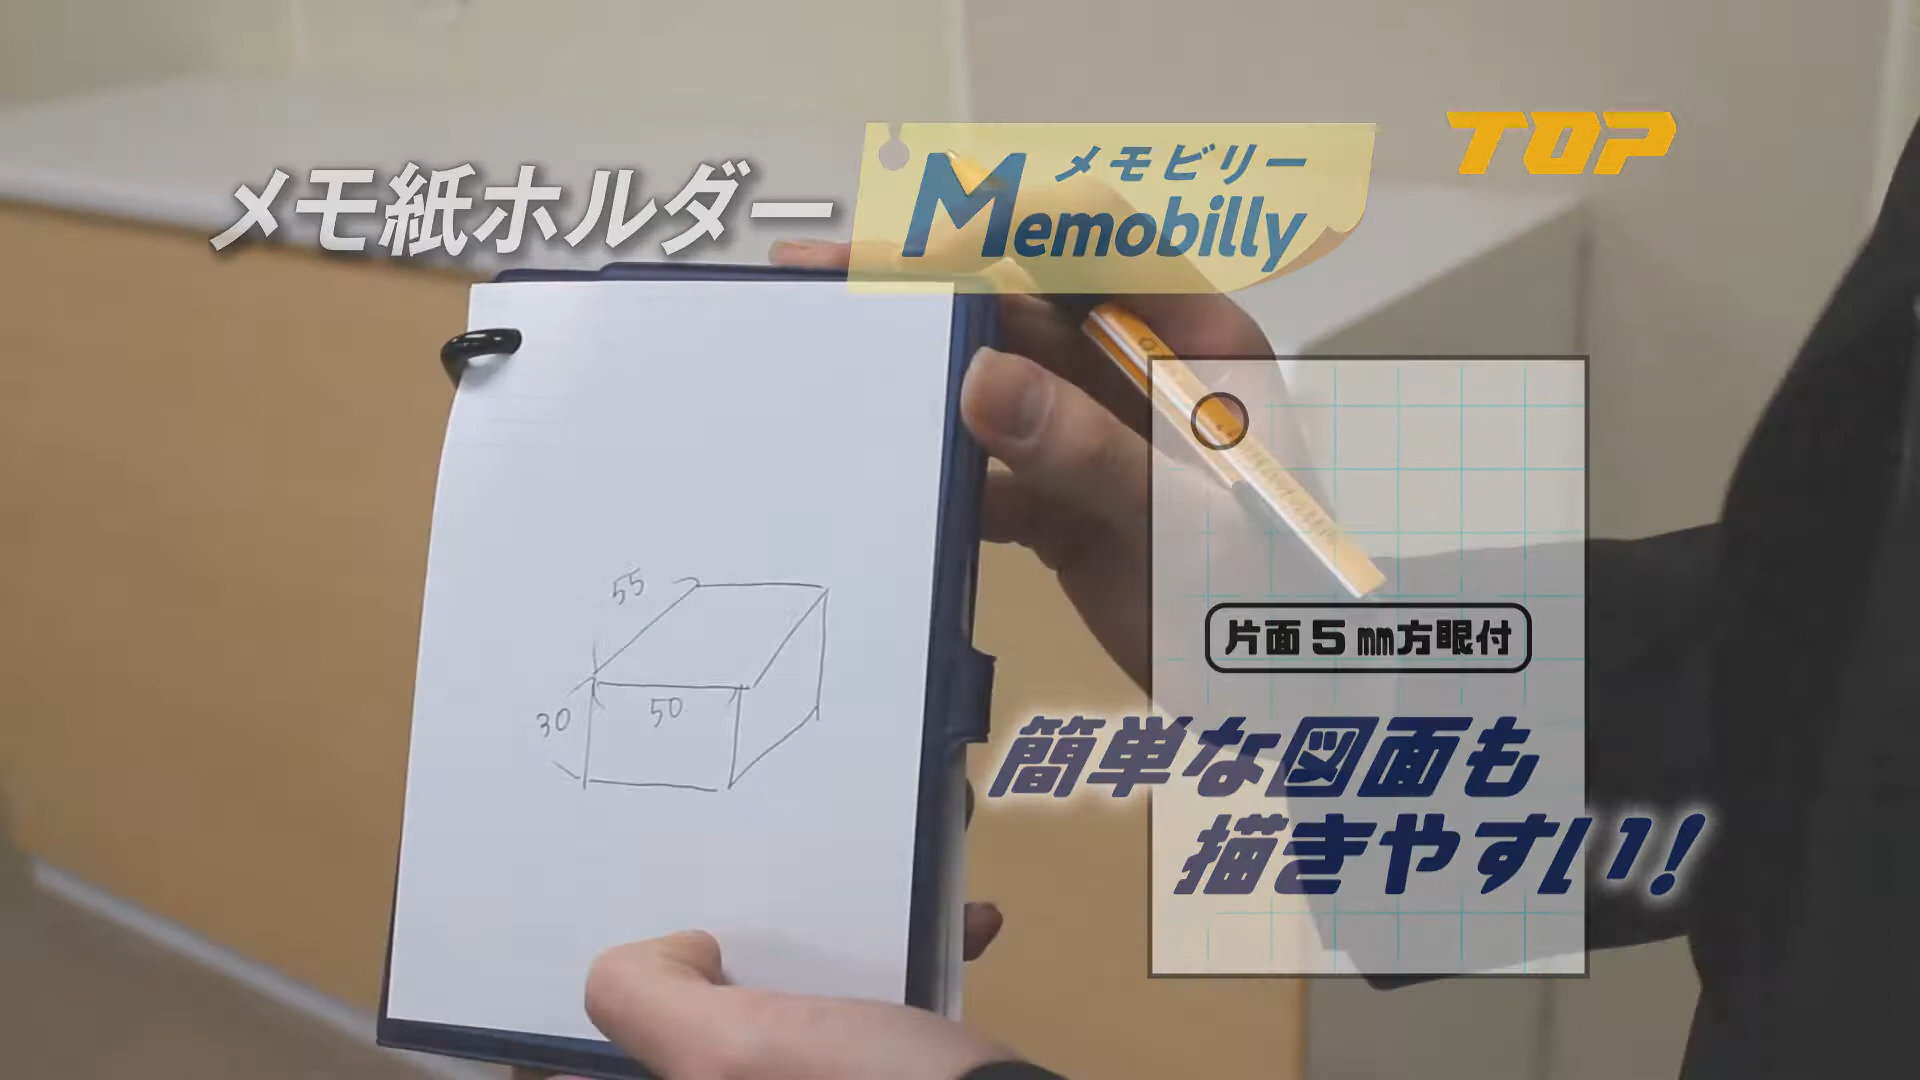 TOP
メモ紙ホルダー
メモビリー
Memobilly
55
30
50
片面5㎜方眼付
簡単な図面も
描きやすい!